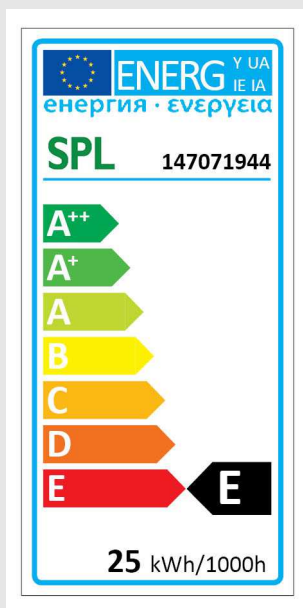 ENERG Y UA
IE IA
енергия · ενεργεια
SPL 147071944
A++
A+
A
B
C
D
E E
25 kWh/1000h